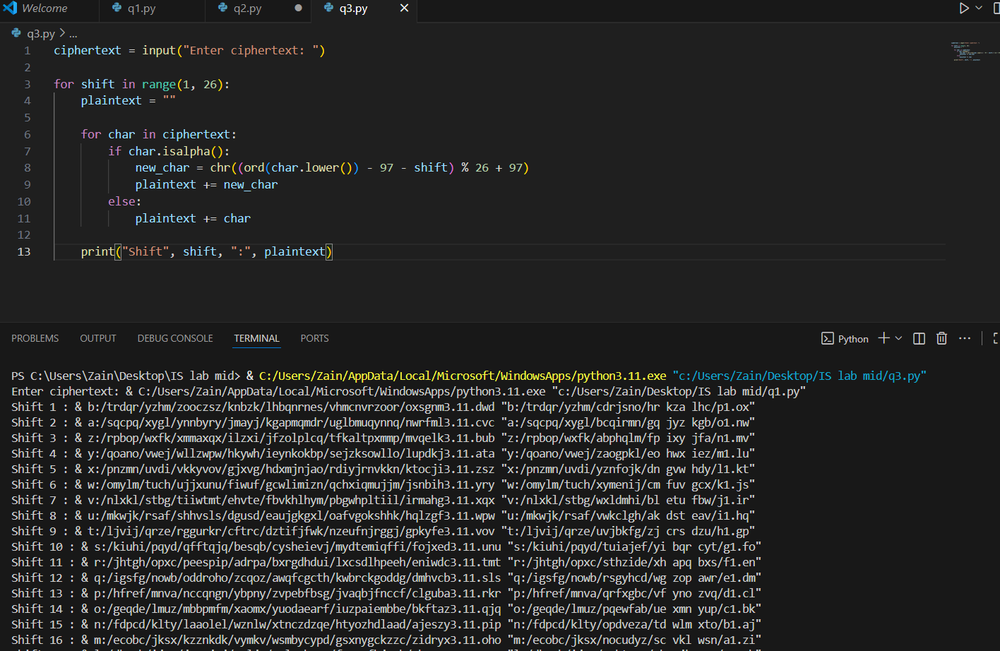 Welcome q1.py q2.py q3.py
q3.py > ...
1 ciphertext = input("Enter ciphertext: ")
2
3 for shift in range(1, 26):
4 plaintext = ""
5
6 for char in ciphertext:
7 if char.isalpha():
8 new_char = chr((ord(char.lower()) - 97 - shift) % 26 + 97)
9 plaintext += new_char
10 else:
11 plaintext += char
12
13 print("Shift", shift, ":", plaintext)
PROBLEMS OUTPUT DEBUG CONSOLE TERMINAL PORTS Python
PS C:\Users\Zain\Desktop\IS lab mid> & C:/Users/Zain/AppData/Local/Microsoft/WindowsApps/python3.11.exe "c:/Users/Zain/Desktop/IS lab mid/q3.py"
Enter ciphertext: & C:/Users/Zain/AppData/Local/Microsoft/WindowsApps/python3.11.exe "c:/Users/Zain/Desktop/IS lab mid/q1.py"
Shift 1 : & b:/trdqr/yzhm/zooczsz/knbzk/lhbqnrnes/vhmcnvrzoor/oxsgnm3.11.dwd "b:/trdqr/yzhm/cdrjsno/hr kza lhc/p1.ox"
Shift 2 : & a:/sqcpq/xygl/ynnbyry/jmayj/kgapmqmdr/uglbmuqynnq/nwrfml3.11.cvc "a:/sqcpq/xygl/bcqirmn/gq jyz kgb/o1.nw"
Shift 3 : & z:/rpbop/wxfk/xmmaxqx/ilzxi/jfzolplcq/tfkaltpxmmp/mvqelk3.11.bub "z:/rpbop/wxfk/abphqlm/fp ixy jfa/n1.mv"
Shift 4 : & y:/qoano/vwej/wllzwpw/hkywh/ieynkokbp/sejzksowllo/lupdkj3.11.ata "y:/qoano/vwej/zaogpkl/eo hwx iez/m1.lu"
Shift 5 : & x:/pnzmn/uvdi/vkkyvov/gjxvg/hdxmjnjao/rdiyjrnvkkn/ktocji3.11.zsz "x:/pnzmn/uvdi/yznfojk/dn gvw hdy/l1.kt"
Shift 6 : & w:/omylm/tuch/ujjxunu/fiwuf/gcwlimizn/qchxiqmujjm/jsnbih3.11.yry "w:/omylm/tuch/xymenij/cm fuv gcx/k1.js"
Shift 7 : & v:/nlxkl/stbg/tiiwtmt/ehvte/fbvkhlhym/pbgwhpltiil/irmahg3.11.xqx "v:/nlxkl/stbg/wxldmhi/bl etu fbw/j1.ir"
Shift 8 : & u:/mkwjk/rsaf/shhvsls/dgusd/eaujgkgxl/oafvgokshhk/hqlzgf3.11.wpw "u:/mkwjk/rsaf/vwkclgh/ak dst eav/i1.hq"
Shift 9 : & t:/ljvij/qrze/rggurkr/cftrc/dztifjfwk/nzeufnjrggj/gpkyfe3.11.vov "t:/ljvij/qrze/uvjbkfg/zj crs dzu/h1.gp"
Shift 10 : & s:/kiuhi/pqyd/qfftqjq/besqb/cysheievj/mydtemiqffi/fojxed3.11.unu "s:/kiuhi/pqyd/tuiajef/yi bqr cyt/g1.fo"
Shift 11 : & r:/jhtgh/opxc/peespip/adrpa/bxrgdhdui/lxcsdlhpeeh/eniwdc3.11.tmt "r:/jhtgh/opxc/sthzide/xh apq bxs/f1.en"
Shift 12 : & q:/igsfg/nowb/oddroho/zcqoz/awqfcgcth/kwbrckgoddg/dmhvcb3.11.sls "q:/igsfg/nowb/rsgyhcd/wg zop awr/e1.dm"
Shift 13 : & p:/hfref/mnva/nccqngn/ybpny/zvpebfbsg/jvaqbjfnccf/clguba3.11.rkr "p:/hfref/mnva/qrfxgbc/vf yno zvq/d1.cl"
Shift 14 : & o:/geqde/lmuz/mbbpmfm/xaomx/yuodaearf/iuzpaiembbe/bkftaz3.11.qjq "o:/geqde/lmuz/pqewfab/ue xmn yup/c1.bk"
Shift 15 : & n:/fdpcd/klty/laaolel/wznlw/xtnczdzqe/htyozhdlaad/ajeszy3.11.pip "n:/fdpcd/klty/opdveza/td wlm xto/b1.aj"
Shift 16 : & m:/ecobc/jksx/kzznkdk/vymkv/wsmbycypd/gsxnygckzzc/zidryx3.11.oho "m:/ecobc/jksx/nocudyz/sc vkl wsn/a1.zi"